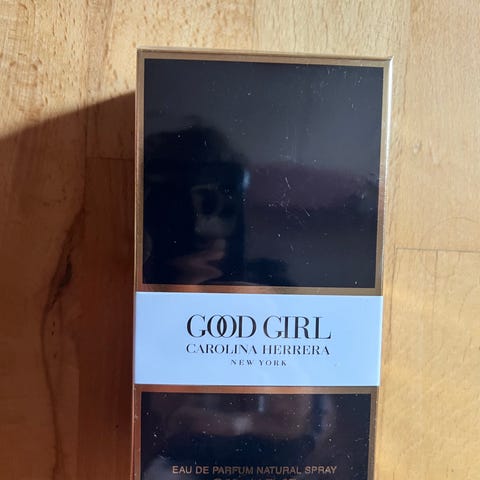 GOOD GIRL
CAROLINA HERRERA
NEW YORK
EAU DE PARFUM NATURAL SPRAY